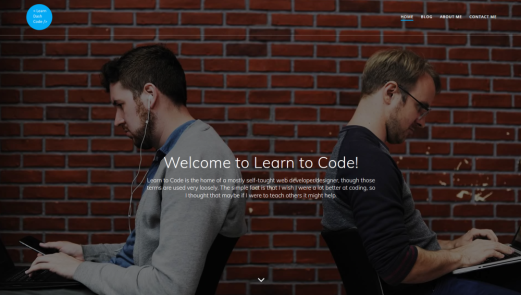 HOME BLOG ABOUT ME CONTACT ME
Welcome to Learn to Code!
Learn to Code is the home of a mostly self-taught web developer/designer, though those
terms are used very loosely. The simple fact is that I wish I were a lot better at coding, so
I thought that maybe if I were to teach others it might help.